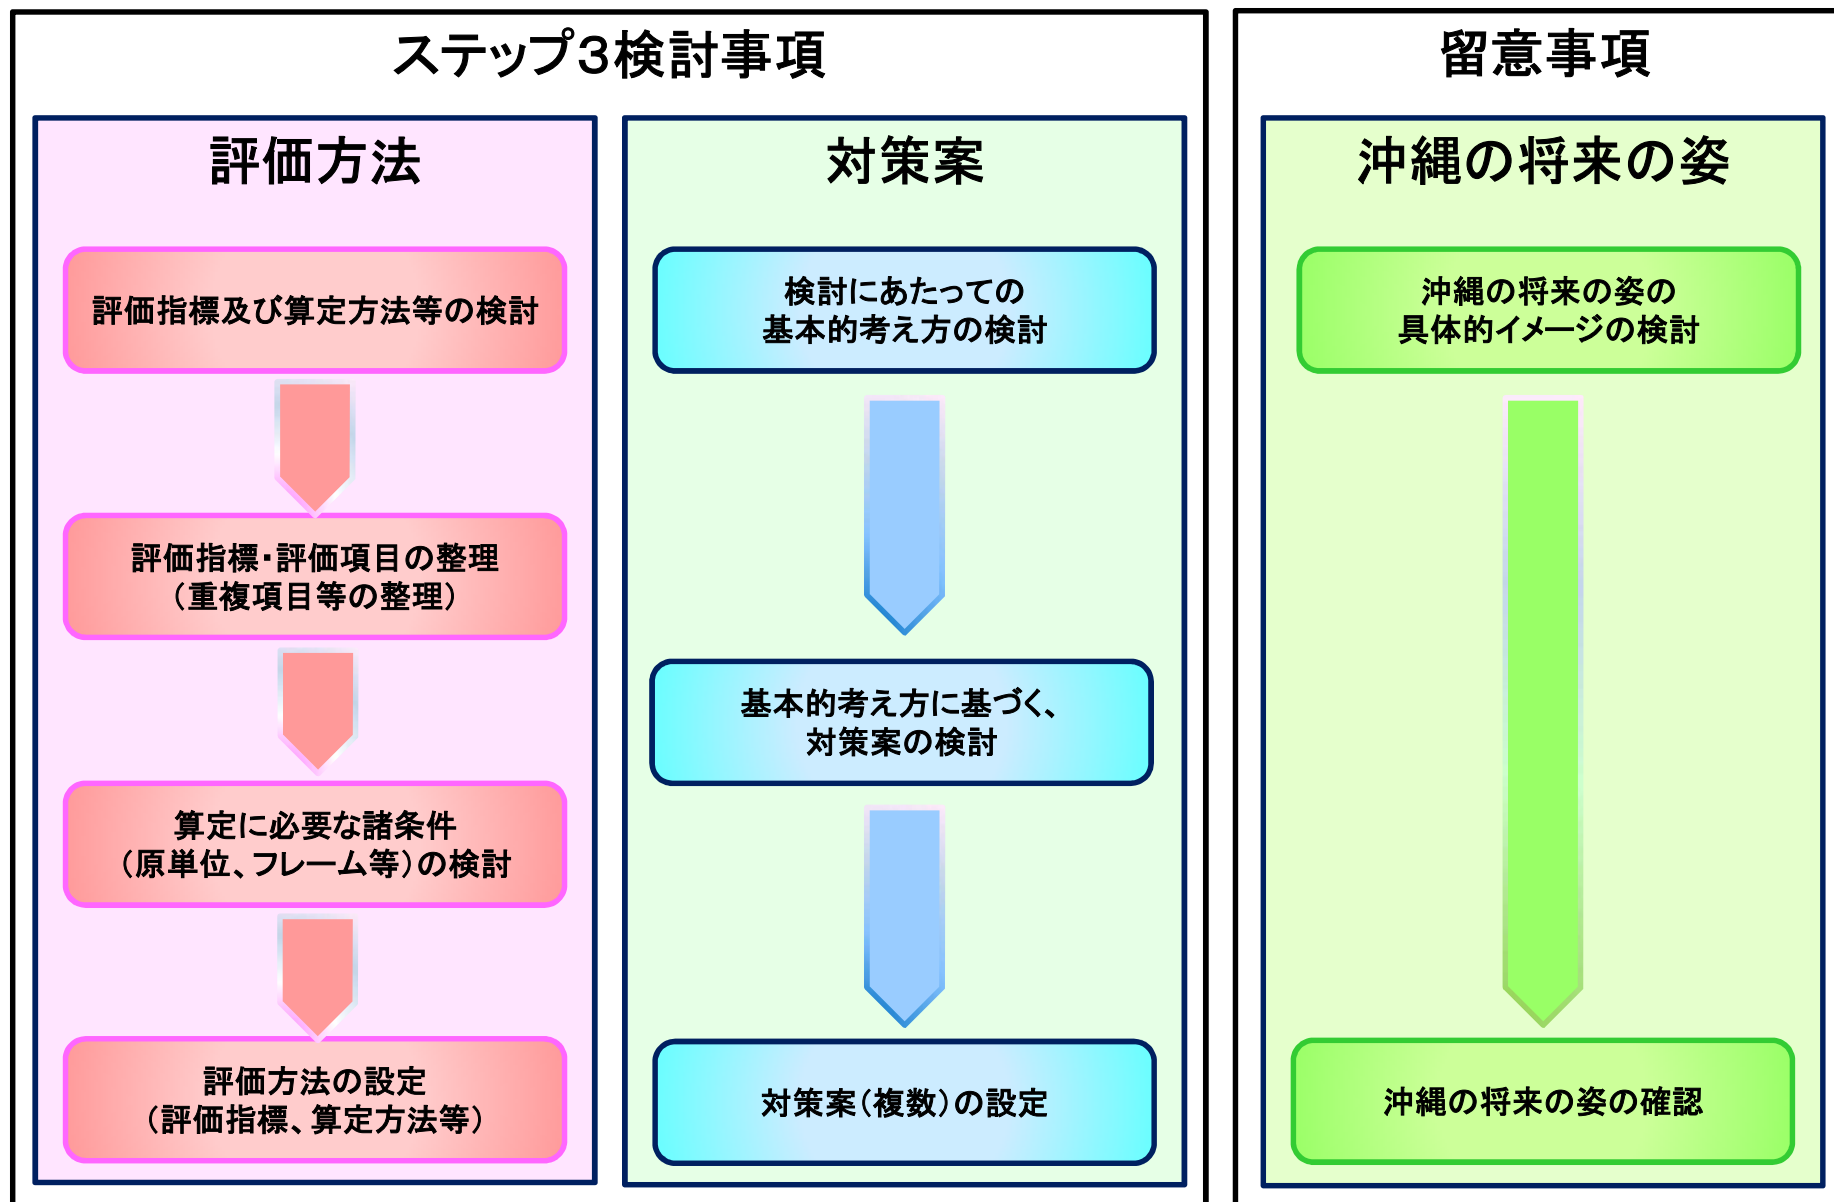 ステップ３検討事項
評価方法
評価指標及び算定方法等の検討
評価指標・評価項目の整理
（重複項目等の整理）
算定に必要な諸条件
（原単位、フレーム等）の検討
評価方法の設定
（評価指標、算定方法等）
対策案
検討にあたっての
基本的考え方の検討
基本的考え方に基づく、
対策案の検討
対策案（複数）の設定
留意事項
沖縄の将来の姿
沖縄の将来の姿の
具体的イメージの検討
沖縄の将来の姿の確認